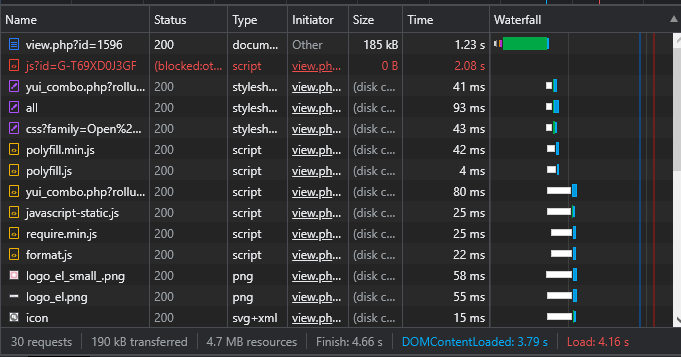 Name Status Type Initiator Size Time Waterfall
view.php?id=1596 200 docum... Other 185 kB 1.23 s
js?id=G-T69XD0J3GF (blocked:ot... script view.ph... 0 B 2.08 s
yui_combo.php?rollu... 200 stylesh... view.ph... (disk c... 41 ms
all 200 stylesh... view.ph... (disk c... 93 ms
css?family=Open%2... 200 stylesh... view.ph... (disk c... 43 ms
polyfill.min.js 200 script view.ph... (disk c... 42 ms
polyfill.js 200 script view.ph... (disk c... 4 ms
yui_combo.php?rollu... 200 script view.ph... (disk c... 80 ms
javascript-static.js 200 script view.ph... (disk c... 25 ms
require.min.js 200 script view.ph... (disk c... 25 ms
format.js 200 script view.ph... (disk c... 22 ms
logo_el_small_.png 200 png view.ph... (disk c... 58 ms
logo_el.png 200 png view.ph... (disk c... 55 ms
icon 200 svg+xml view.ph... (disk c... 15 ms
30 requests 190 kB transferred 4.7 MB resources Finish: 4.66 s DOMContentLoaded: 3.79 s Load: 4.16 s